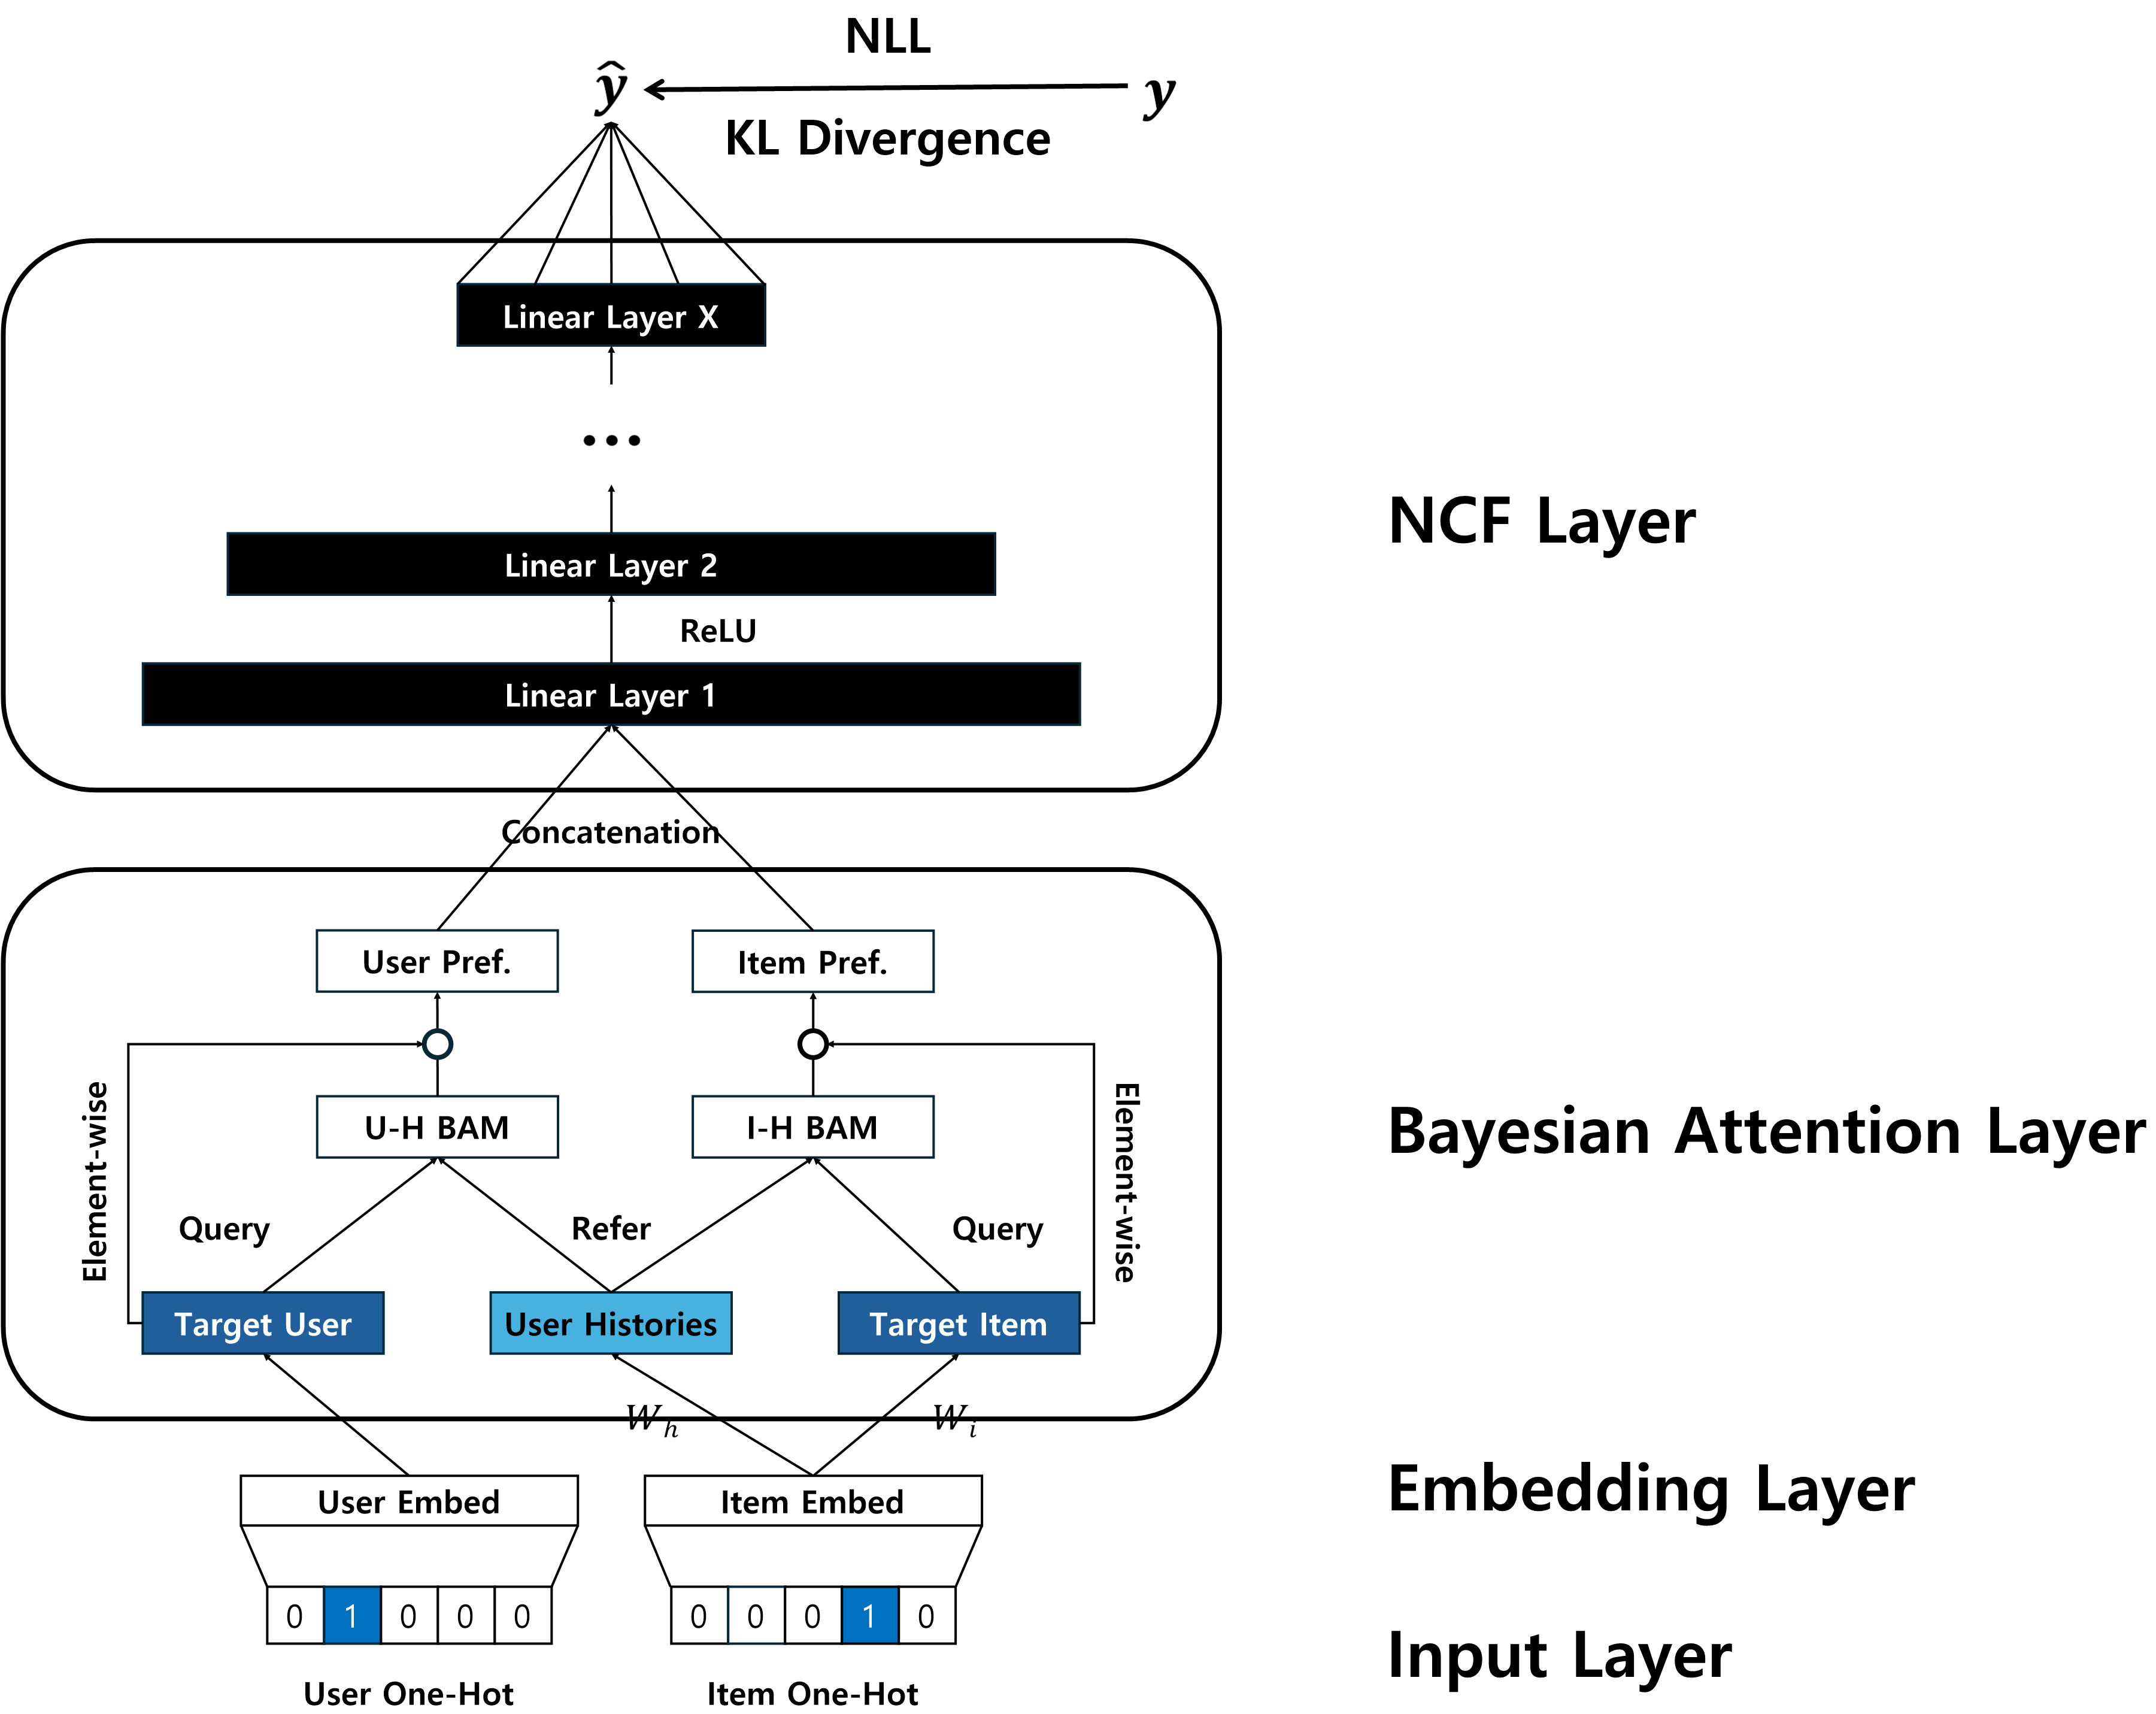 NLL
ŷ
y
KL Divergence
Linear Layer X
...
NCF Layer
Linear Layer 2
ReLU
Linear Layer 1
Concatenation
User Pref.
Item Pref.
Element-wise
Element-wise
U-H BAM
I-H BAM
Bayesian Attention Layer
Query
Refer
Query
Target User
User Histories
Target Item
W_h
W_i
User Embed
Item Embed
Embedding Layer
0 1 0 0 0
0 0 0 1 0
Input Layer
User One-Hot
Item One-Hot